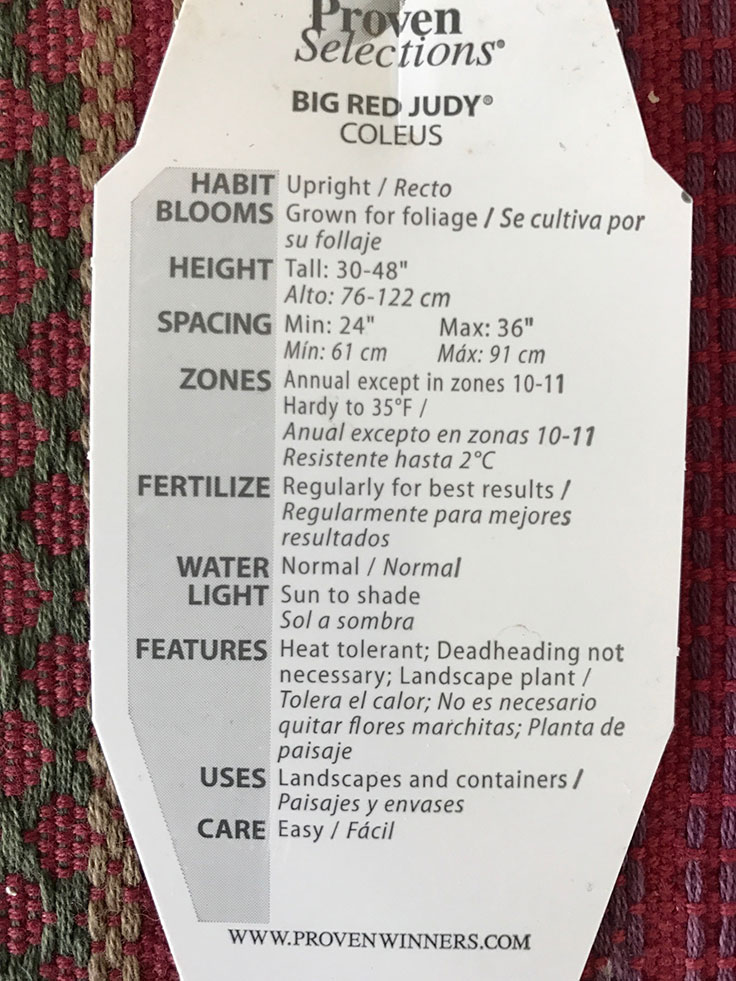 Proven
Selections®
BIG RED JUDY®
COLEUS
HABIT Upright / Recto
BLOOMS Grown for foliage / Se cultiva por
su follaje
HEIGHT Tall: 30-48"
Alto: 76-122 cm
SPACING Min: 24" Max: 36"
Mín: 61 cm Máx: 91 cm
ZONES Annual except in zones 10-11
Hardy to 35°F /
Anual excepto en zonas 10-11
Resistente hasta 2°C
FERTILIZE Regularly for best results /
Regularmente para mejores
resultados
WATER Normal / Normal
LIGHT Sun to shade
Sol a sombra
FEATURES Heat tolerant; Deadheading not
necessary; Landscape plant /
Tolera el calor; No es necesario
quitar flores marchitas; Planta de
paisaje
USES Landscapes and containers /
Paisajes y envases
CARE Easy / Fácil
WWW.PROVENWINNERS.COM